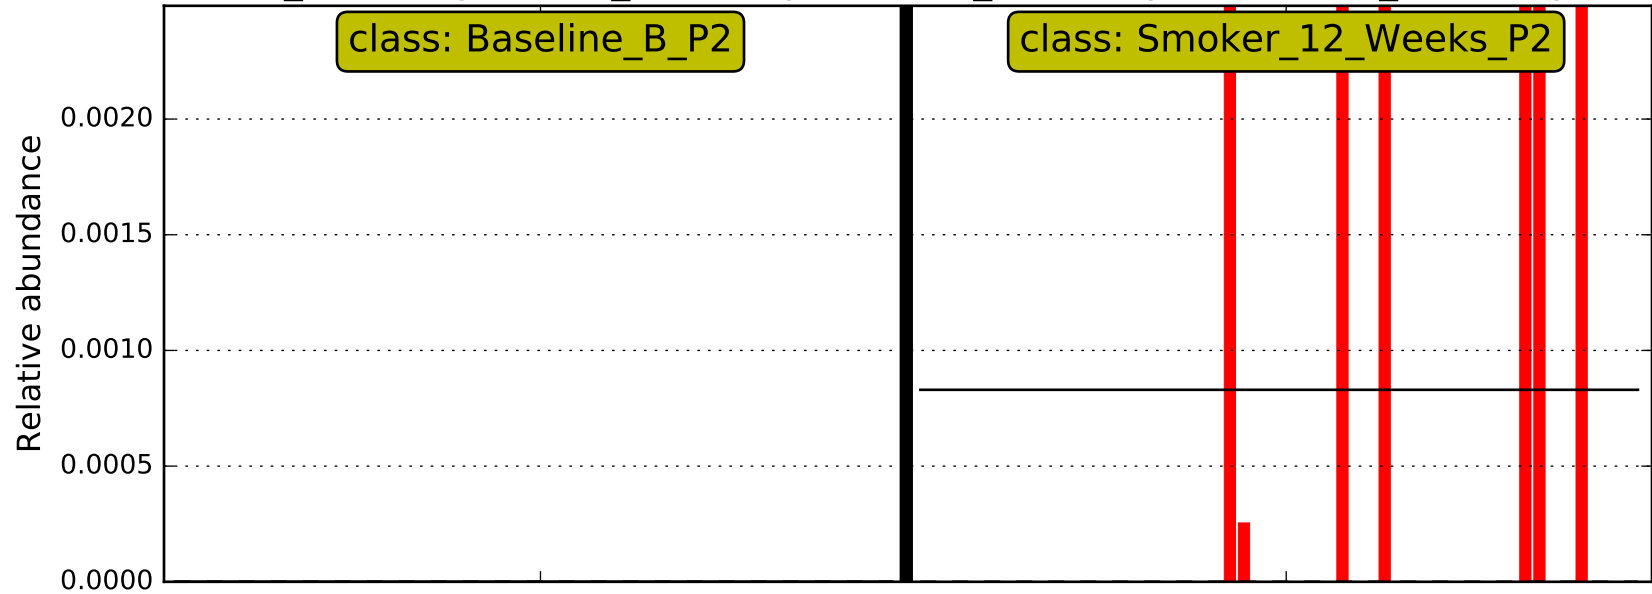 class: Baseline_B_P2
class: Smoker_12_Weeks_P2
0.0020
0.0015
0.0010
0.0005
0.0000
Relative abundance